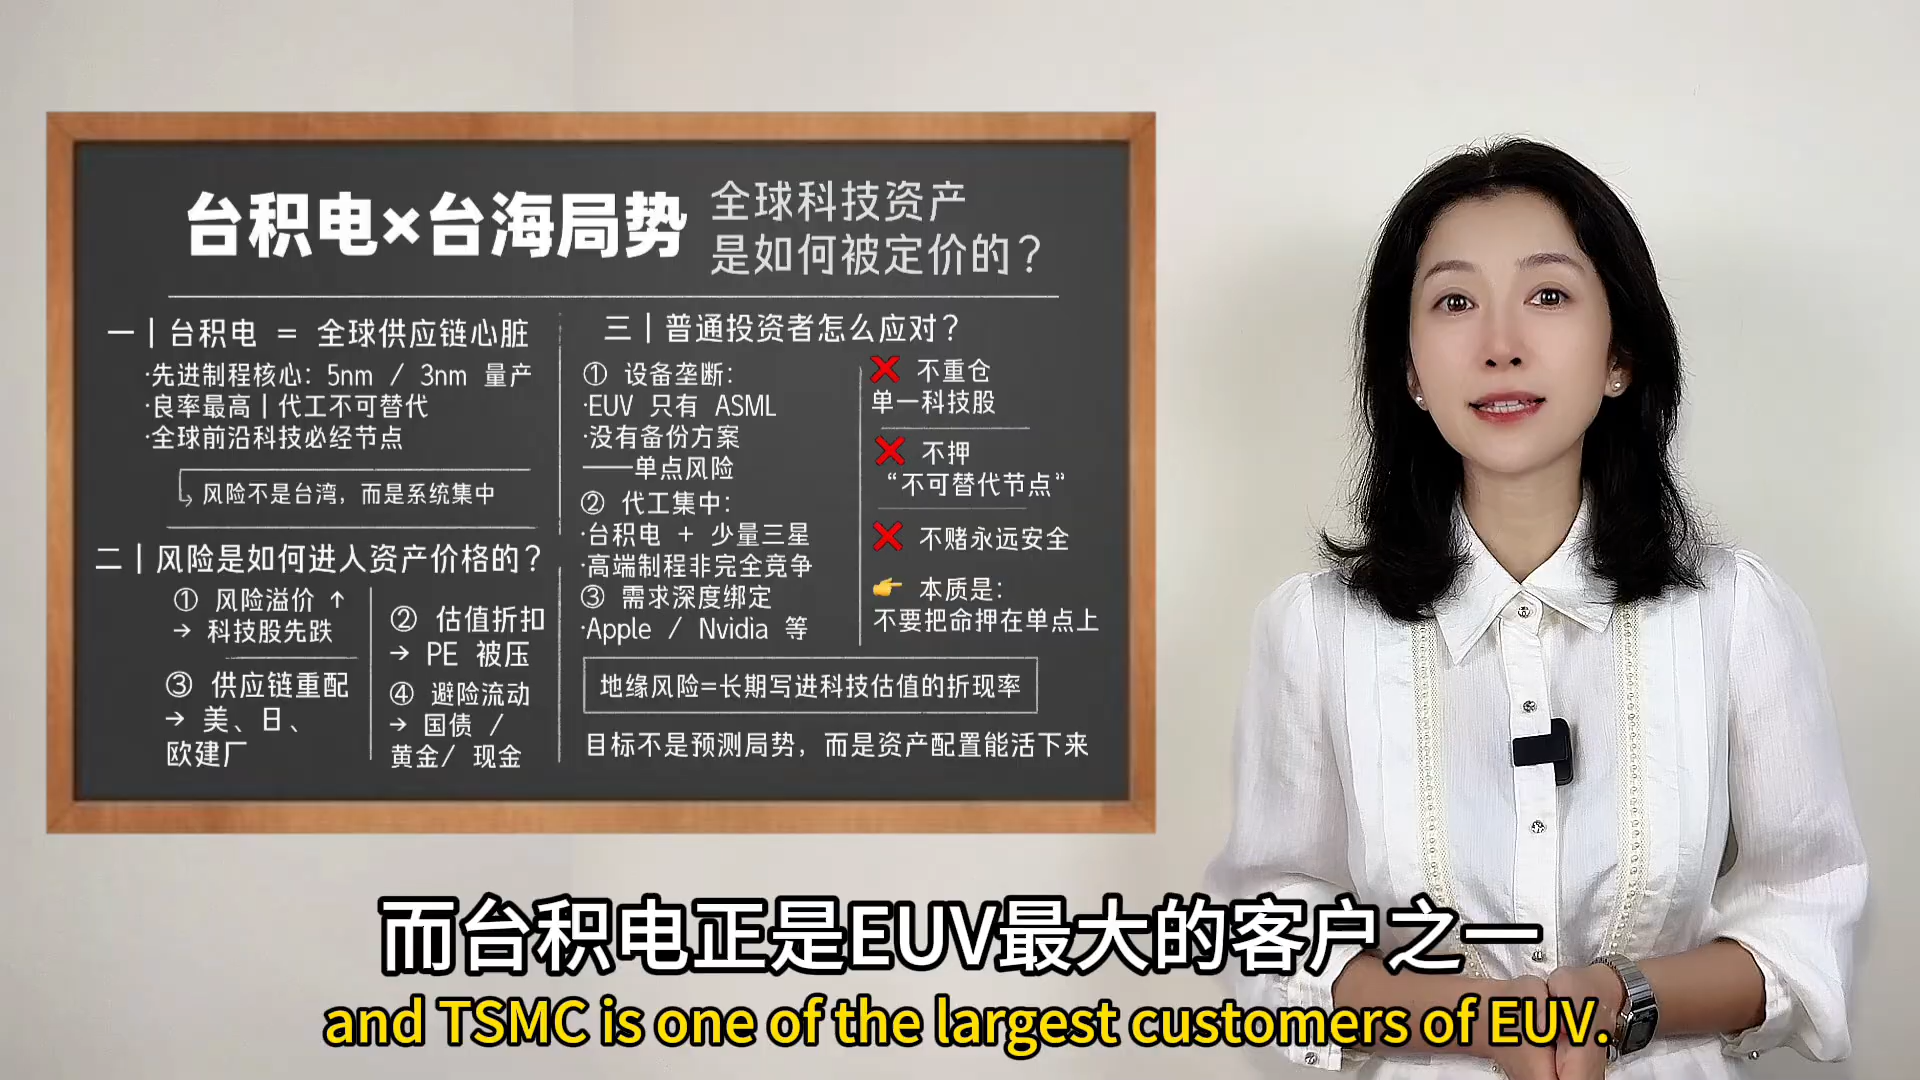 台积电×台海局势
全球科技资产
是如何被定价的？
一｜台积电 = 全球供应链心脏
·先进制程核心：5nm / 3nm 量产
·良率最高｜代工不可替代
·全球前沿科技必经节点
风险不是台湾，而是系统集中
二｜风险是如何进入资产价格的？
① 风险溢价 ↑
→ 科技股先跌
② 估值折扣
→ PE 被压
③ 供应链重配
→ 美、日、
欧建厂
④ 避险流动
→ 国债 /
黄金/ 现金
三｜普通投资者怎么应对？
① 设备垄断：
·EUV 只有 ASML
·没有备份方案
——单点风险
② 代工集中：
·台积电 + 少量三星
·高端制程非完全竞争
③ 需求深度绑定
·Apple / Nvidia 等
❌ 不重仓
单一科技股
❌ 不押
“不可替代节点”
❌ 不赌永远安全
👉 本质是：
不要把命押在单点上
地缘风险=长期写进科技估值的折现率
目标不是预测局势，而是资产配置能活下来
而台积电正是EUV最大的客户之一
and TSMC is one of the largest customers of EUV.